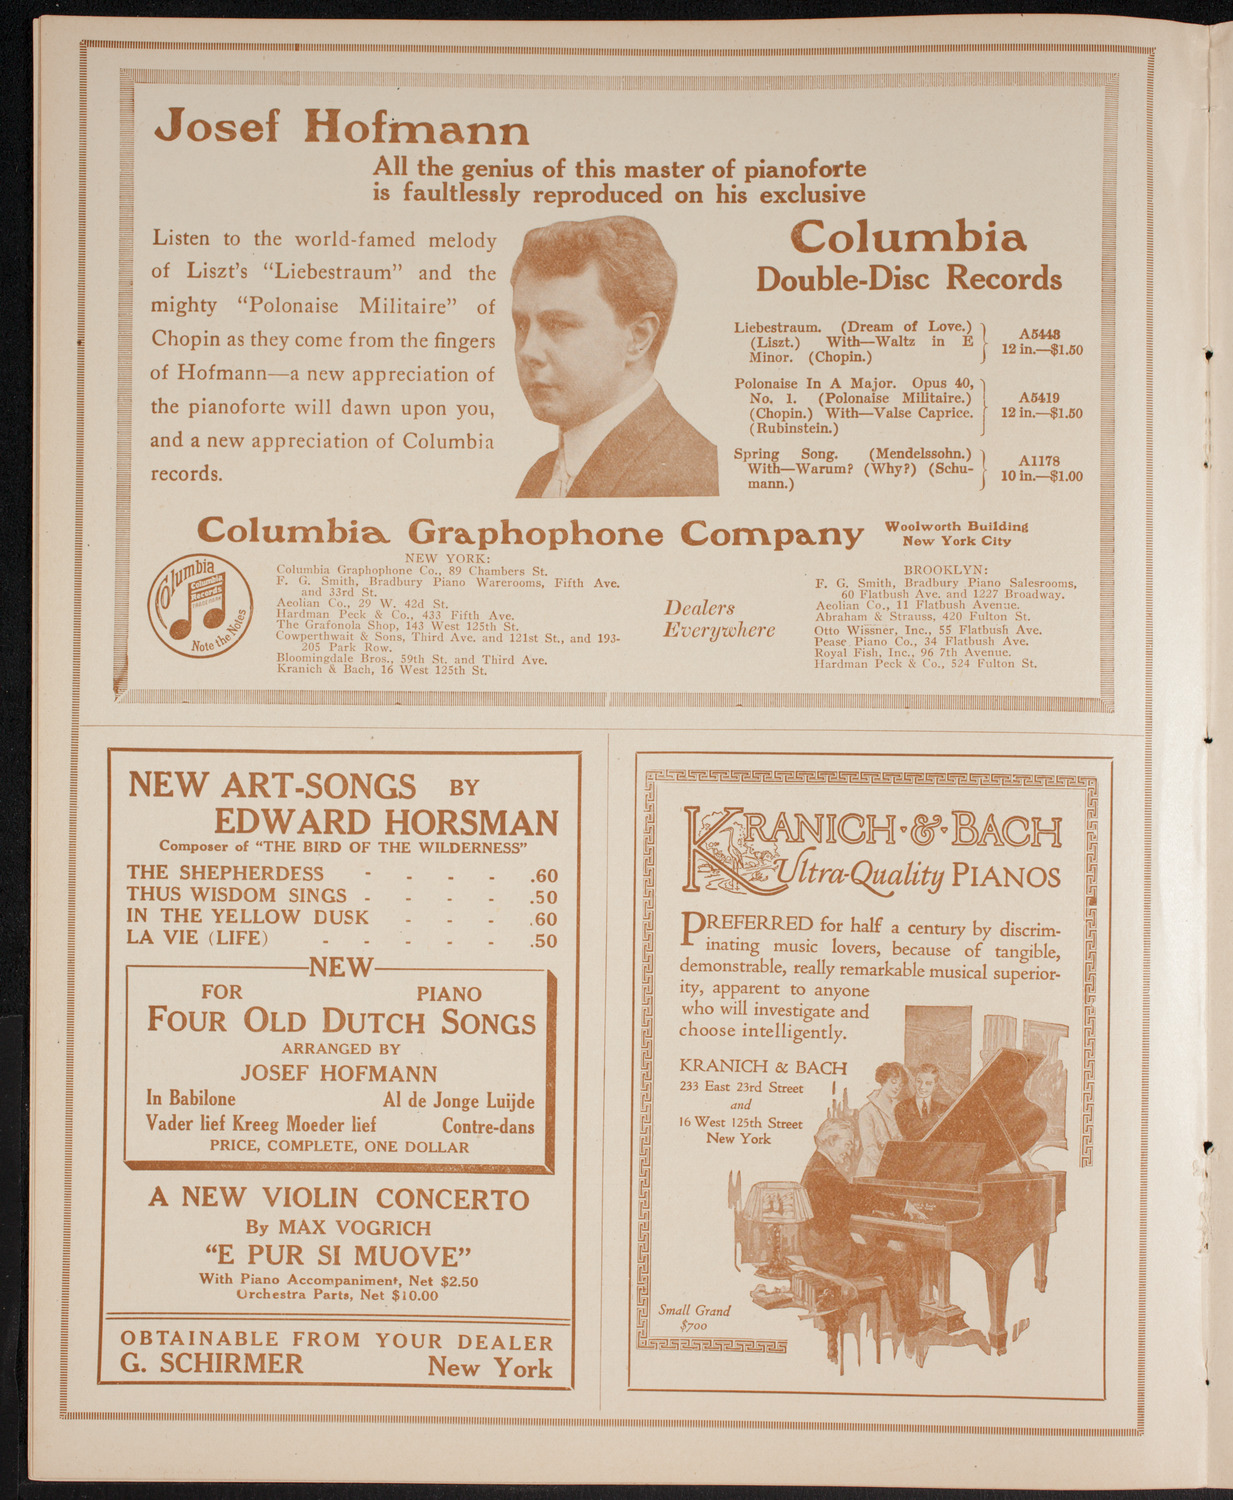 Josef Hofmann
All the genius of this master of pianoforte
is faultlessly reproduced on his exclusive
Listen to the world-famed melody
of Liszt's “Liebestraum” and the
mighty “Polonaise Militaire” of
Chopin as they come from the fingers
of Hofmann—a new appreciation of
the pianoforte will dawn upon you,
and a new appreciation of Columbia
records.
Columbia
Double-Disc Records
Liebestraum. (Dream of Love.)
(Liszt.) With—Waltz in E
Minor. (Chopin.)
A5448
12 in.—$1.50
Polonaise In A Major. Opus 40,
No. 1. (Polonaise Militaire.)
(Chopin.) With—Valse Caprice.
(Rubinstein.)
A5419
12 in.—$1.50
Spring Song. (Mendelssohn.)
With—Warum? (Why?) (Schu-
mann.)
A1178
10 in.—$1.00
Columbia Graphophone Company
Woolworth Building
New York City
Columbia
Columbia
Records
Note the Notes
NEW YORK:
Columbia Graphophone Co., 89 Chambers St.
F. G. Smith, Bradbury Piano Warerooms, Fifth Ave.
and 33rd St.
Aeolian Co., 29 W. 42d St.
Hardman Peck & Co., 433 Fifth Ave.
The Grafonola Shop, 143 West 125th St.
Cowperthwait & Sons, Third Ave. and 121st St., and 193-
205 Park Row.
Bloomingdale Bros., 59th St. and Third Ave.
Kranich & Bach, 16 West 125th St.
Dealers
Everywhere
BROOKLYN:
F. G. Smith, Bradbury Piano Salesrooms,
60 Flatbush Ave. and 1227 Broadway.
Aeolian Co., 11 Flatbush Avenue.
Abraham & Strauss, 420 Fulton St.
Otto Wissner, Inc., 55 Flatbush Ave.
Pease Piano Co., 34 Flatbush Ave.
Royal Fish, Inc., 96 7th Avenue.
Hardman Peck & Co., 524 Fulton St.
NEW ART-SONGS BY
EDWARD HORSMAN
Composer of “THE BIRD OF THE WILDERNESS”
THE SHEPHERDESS - - - - .60
THUS WISDOM SINGS - - - - .50
IN THE YELLOW DUSK - - - .60
LA VIE (LIFE) - - - - - .50
NEW
FOR PIANO
FOUR OLD DUTCH SONGS
ARRANGED BY
JOSEF HOFMANN
In Babilone Al de Jonge Luijde
Vader lief Kreeg Moeder lief Contre-dans
PRICE, COMPLETE, ONE DOLLAR
A NEW VIOLIN CONCERTO
By MAX VOGRICH
“E PUR SI MUOVE”
With Piano Accompaniment, Net $2.50
Orchestra Parts, Net $10.00
OBTAINABLE FROM YOUR DEALER
G. SCHIRMER New York
KRANICH·&·BACH
Ultra-Quality PIANOS
PREFERRED for half a century by discrim-
inating music lovers, because of tangible,
demonstrable, really remarkable musical superior-
ity, apparent to anyone
who will investigate and
choose intelligently.
KRANICH & BACH
233 East 23rd Street
and
16 West 125th Street
New York
Small Grand
$700